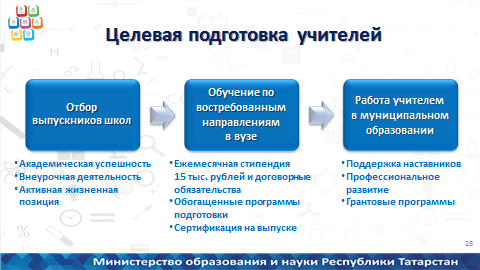 Целевая подготовка учителей
Отбор
выпускников школ
Обучение по
востребованным
направлениям
в вузе
Работа учителем
в муниципальном
образовании
• Академическая успешность
• Внеурочная деятельность
• Активная жизненная
позиция
• Ежемесячная стипендия
15 тыс. рублей и договорные
обязательства
• Обогащенные программы
подготовки
• Сертификация на выпуске
• Поддержка наставников
• Профессиональное
развитие
• Грантовые программы
28
Министерство образования и науки Республики Татарстан